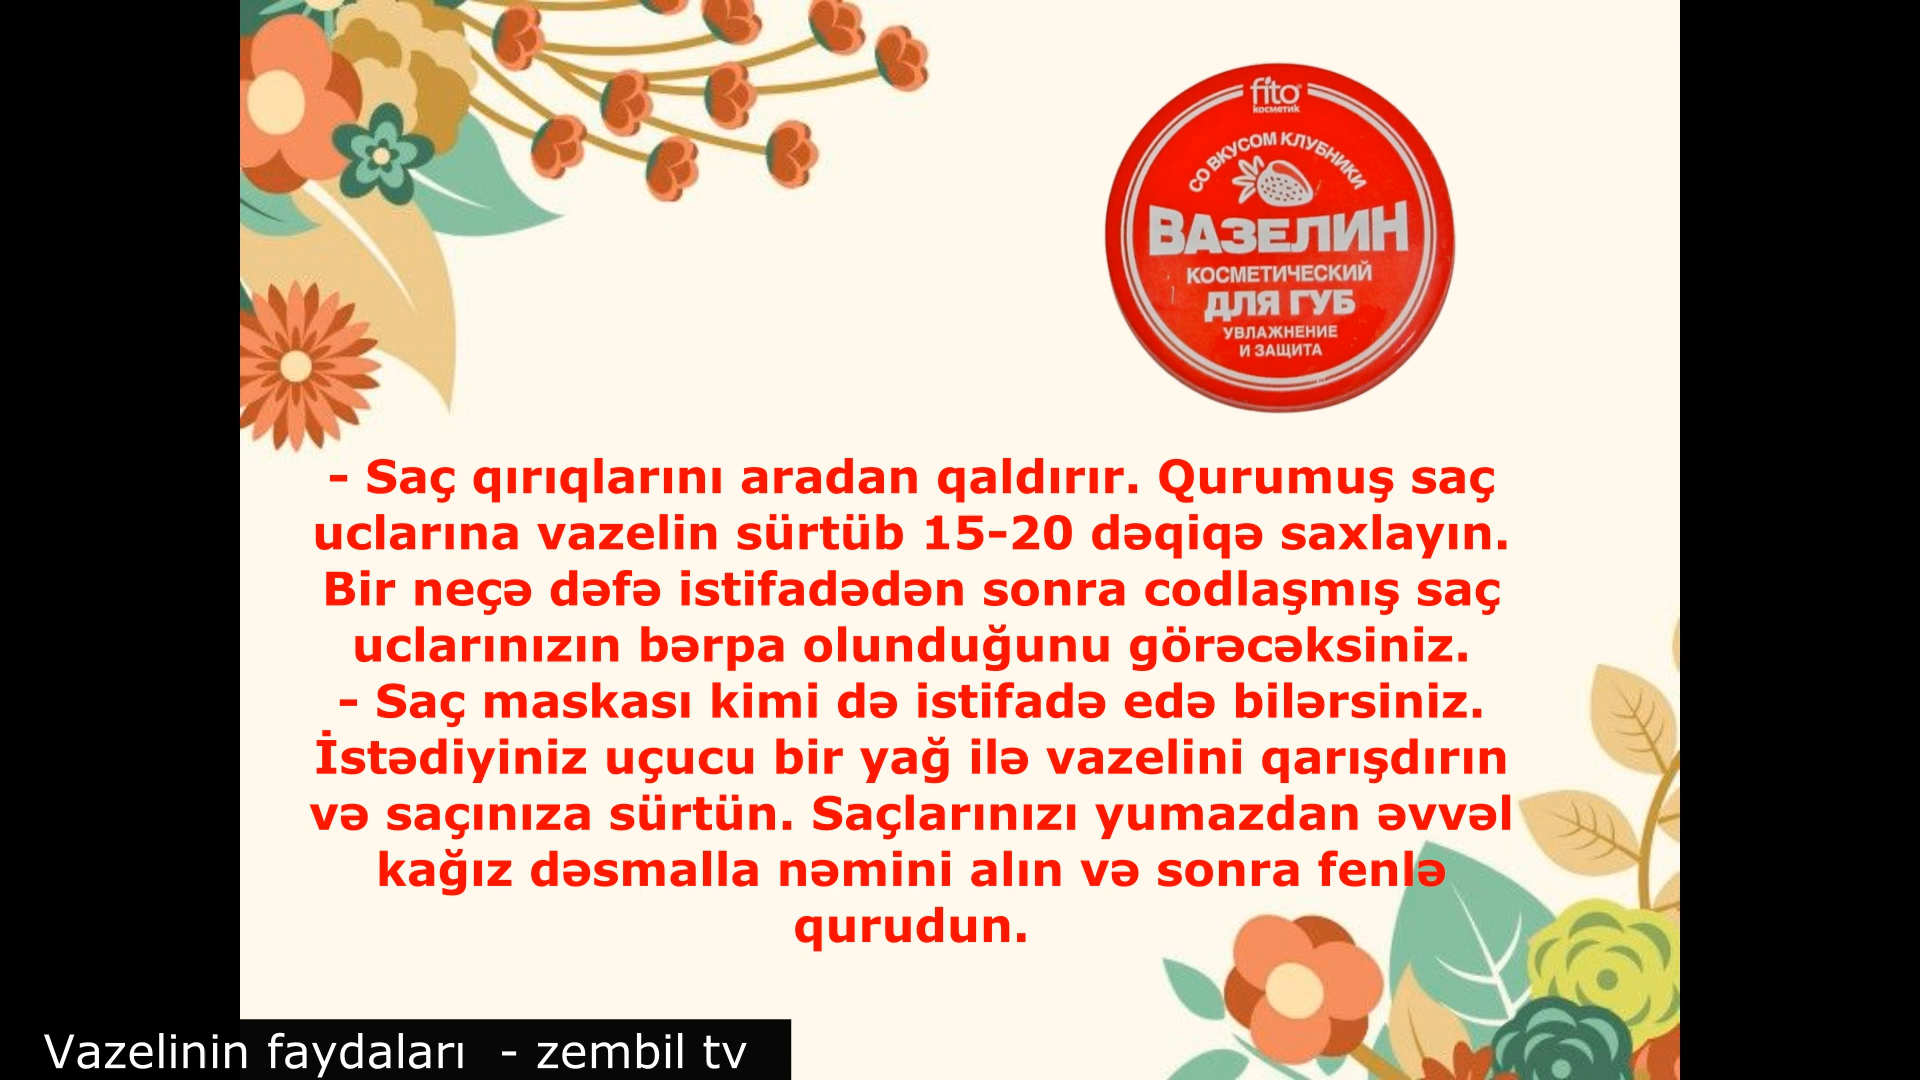 fito
косметик
СО ВКУСОМ КЛУБНИКИ
ВАЗЕЛИН
КОСМЕТИЧЕСКИЙ
ДЛЯ ГУБ
УВЛАЖНЕНИЕ
И ЗАЩИТА
- Saç qırıqlarını aradan qaldırır. Qurumuş saç
uclarına vazelin sürtüb 15-20 dəqiqə saxlayın.
Bir neçə dəfə istifadədən sonra codlaşmış saç
uclarınızın bərpa olunduğunu görəcəksiniz.
- Saç maskası kimi də istifadə edə bilərsiniz.
İstədiyiniz uçucu bir yağ ilə vazelini qarışdırın
və saçınıza sürtün. Saçlarınızı yumazdan əvvəl
kağız dəsmalla nəmini alın və sonra fenlə
qurudun.
Vazelinin faydaları  - zembil tv